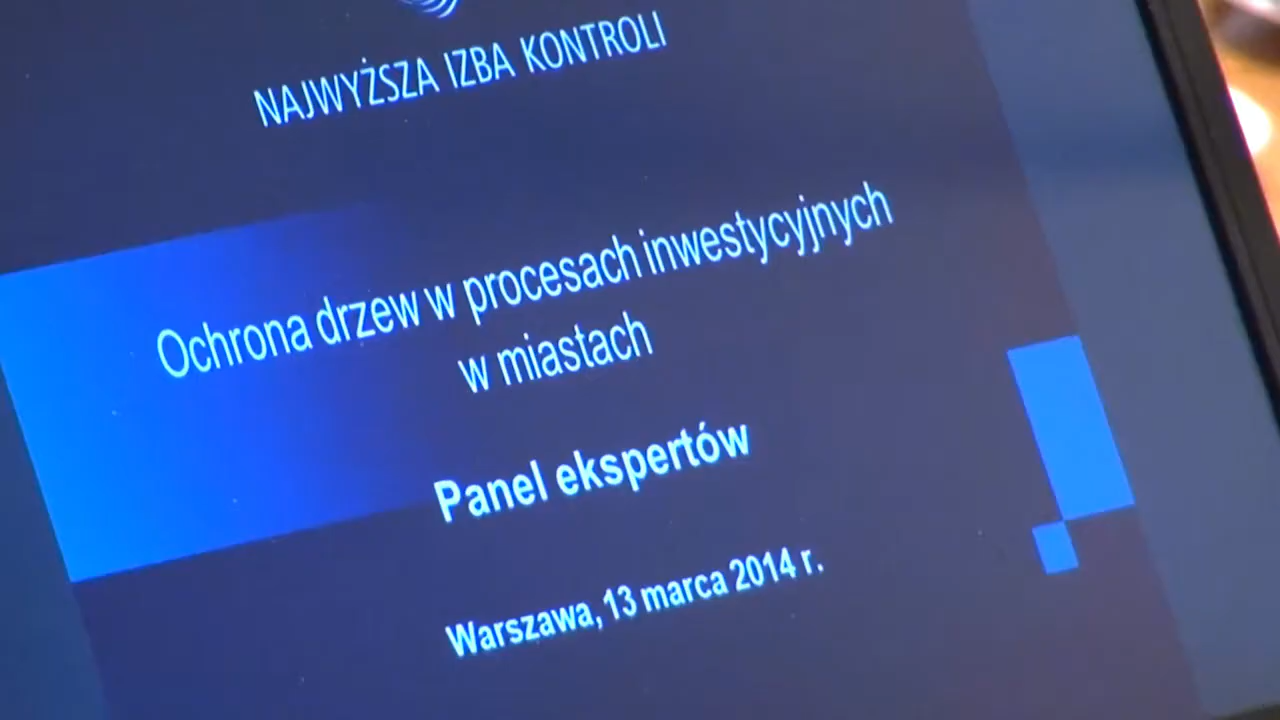 NAJWYŻSZA IZBA KONTROLI
Ochrona drzew w procesach inwestycyjnych
w miastach
Panel ekspertów
Warszawa, 13 marca 2014 r.